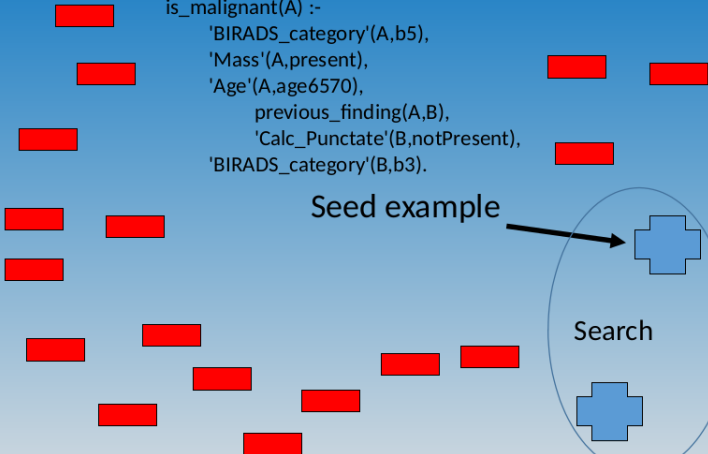 is_malignant(A) :-
'BIRADS_category'(A,b5),
'Mass'(A,present),
'Age'(A,age6570),
previous_finding(A,B),
'Calc_Punctate'(B,notPresent),
'BIRADS_category'(B,b3).
Seed example
Search